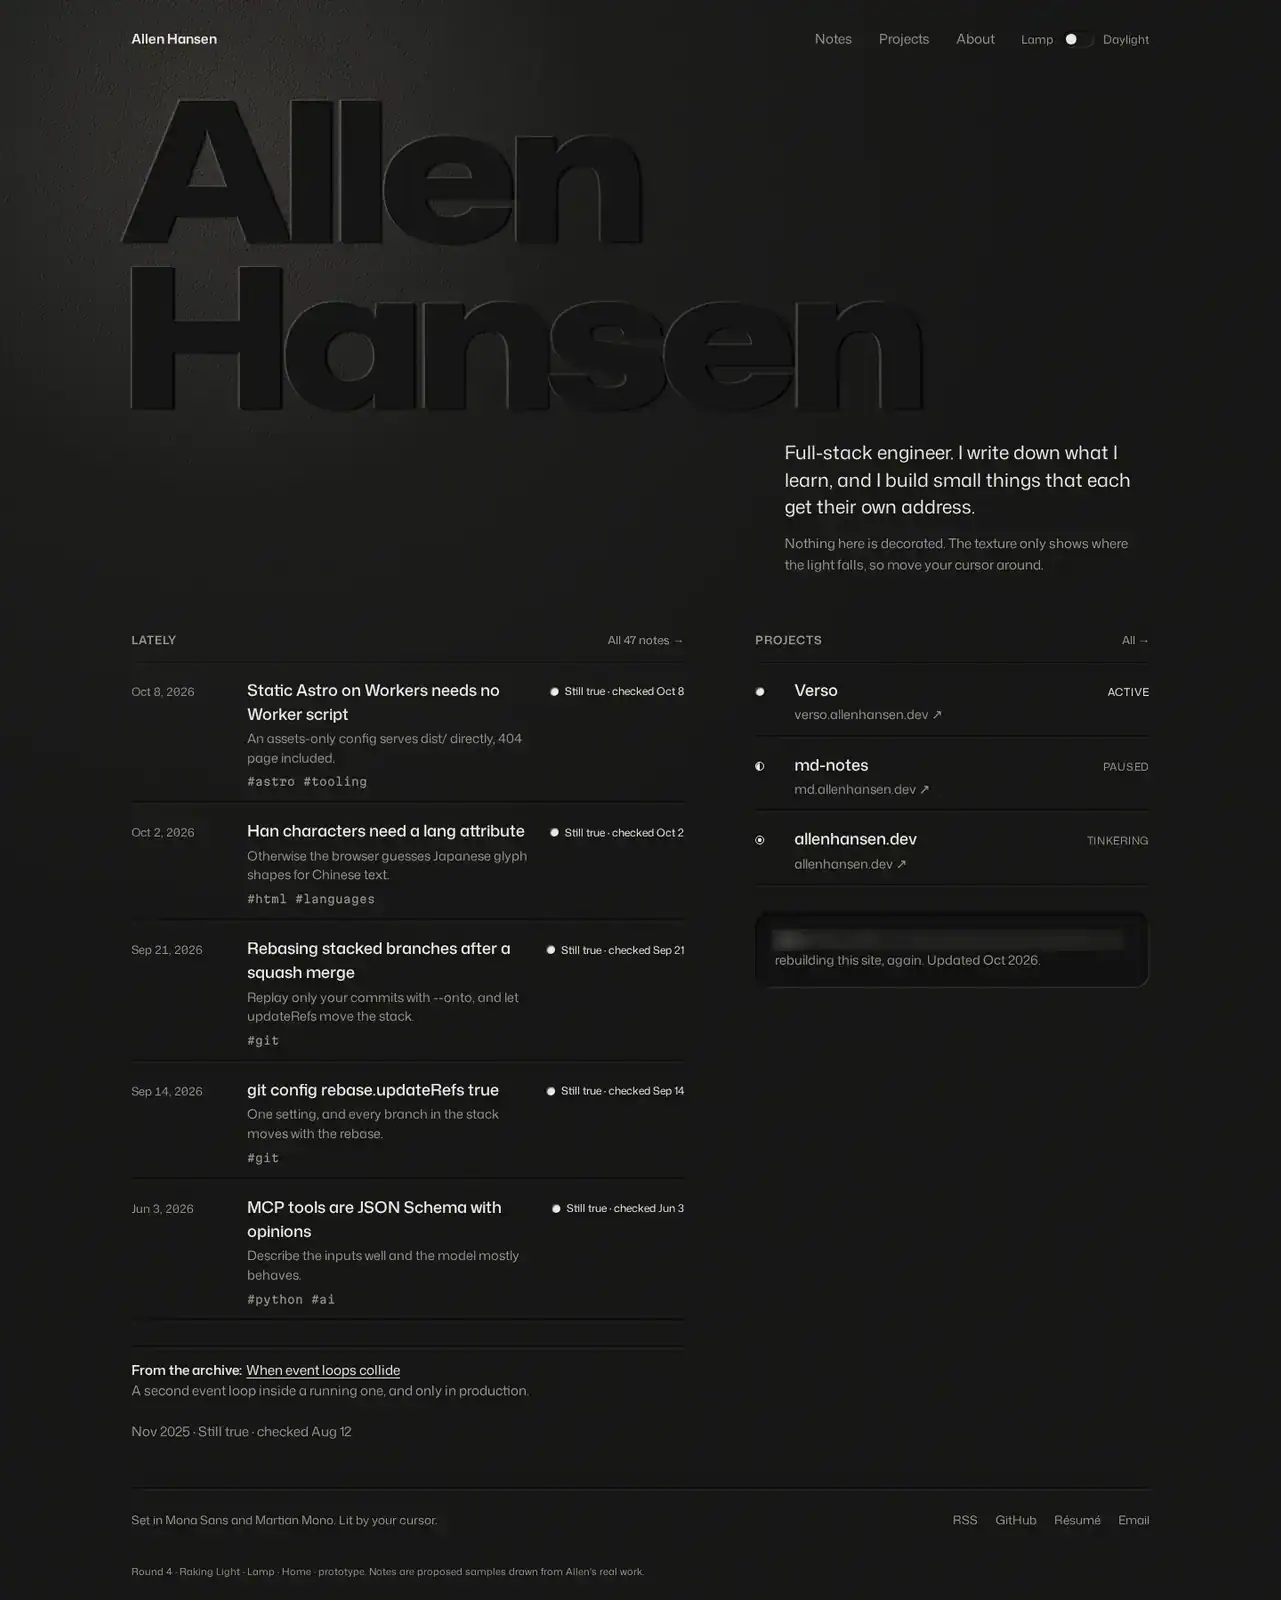 Allen Hansen
Notes Projects About Lamp Daylight
Allen
Hansen
Full-stack engineer. I write down what I
learn, and I build small things that each
get their own address.
Nothing here is decorated. The texture only shows where
the light falls, so move your cursor around.
LATELY All 47 notes →
Oct 8, 2026
Static Astro on Workers needs no
Worker script
Still true · checked Oct 8
An assets-only config serves dist/ directly, 404
page included.
#astro #tooling
Oct 2, 2026
Han characters need a lang attribute
Still true · checked Oct 2
Otherwise the browser guesses Japanese glyph
shapes for Chinese text.
#html #languages
Sep 21, 2026
Rebasing stacked branches after a
squash merge
Still true · checked Sep 21
Replay only your commits with --onto, and let
updateRefs move the stack.
#git
Sep 14, 2026
git config rebase.updateRefs true
Still true · checked Sep 14
One setting, and every branch in the stack
moves with the rebase.
#git
Jun 3, 2026
MCP tools are JSON Schema with
opinions
Still true · checked Jun 3
Describe the inputs well and the model mostly
behaves.
#python #ai
From the archive: When event loops collide
A second event loop inside a running one, and only in production.
Nov 2025 · Still true · checked Aug 12
PROJECTS All →
Verso ACTIVE
verso.allenhansen.dev ↗
md-notes PAUSED
md.allenhansen.dev ↗
allenhansen.dev TINKERING
allenhansen.dev ↗
rebuilding this site, again. Updated Oct 2026.
Set in Mona Sans and Martian Mono. Lit by your cursor.
RSS GitHub Résumé Email
Round 4 · Raking Light · Lamp · Home · prototype. Notes are proposed samples drawn from Allen's real work.